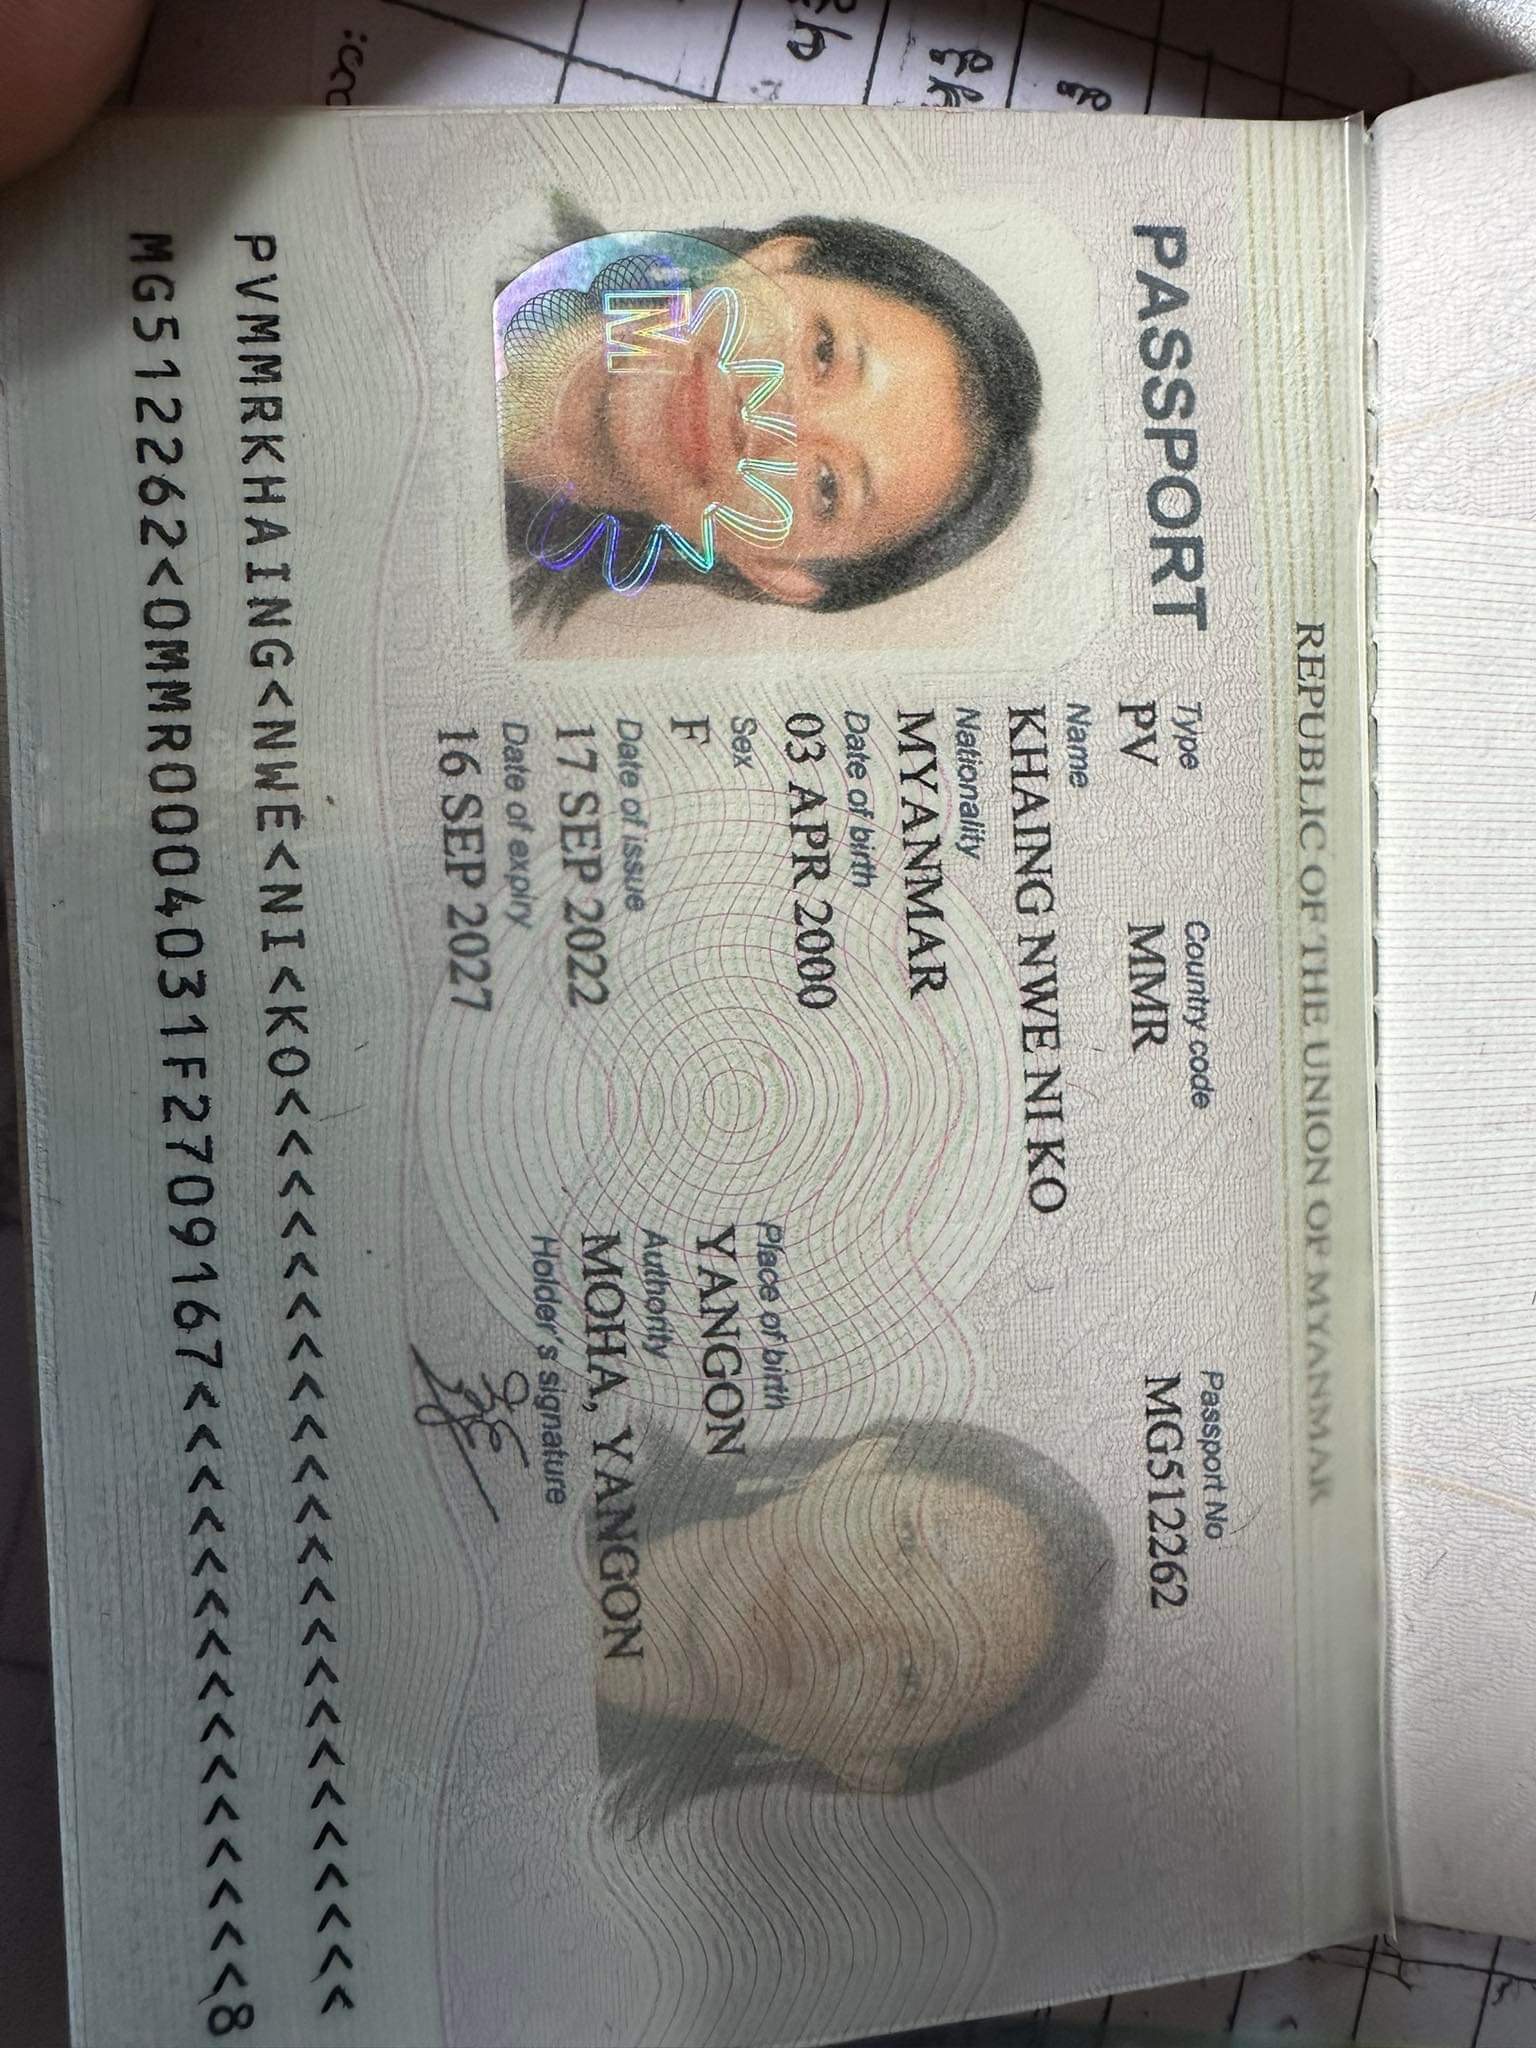 REPUBLIC OF THE UNION OF MYANMAR
PASSPORT
Type
Country code
Passport No
PV
MMR
MG512262
Name
KHAING NWE NI KO
Nationality
MYANMAR
Date of birth
03 APR 2000
Sex
Place of birth
F
YANGON
Date of issue
Authority
17 SEP 2022
MOHA, YANGON
Date of expiry
Holder's signature
16 SEP 2027
M
PVMMRKHAING<NWE<NI<KO<<<<<<<<<<<<<<<<<<<<<<<
MG512262<0MMR0004031F2709167<<<<<<<<<<<<<<<8